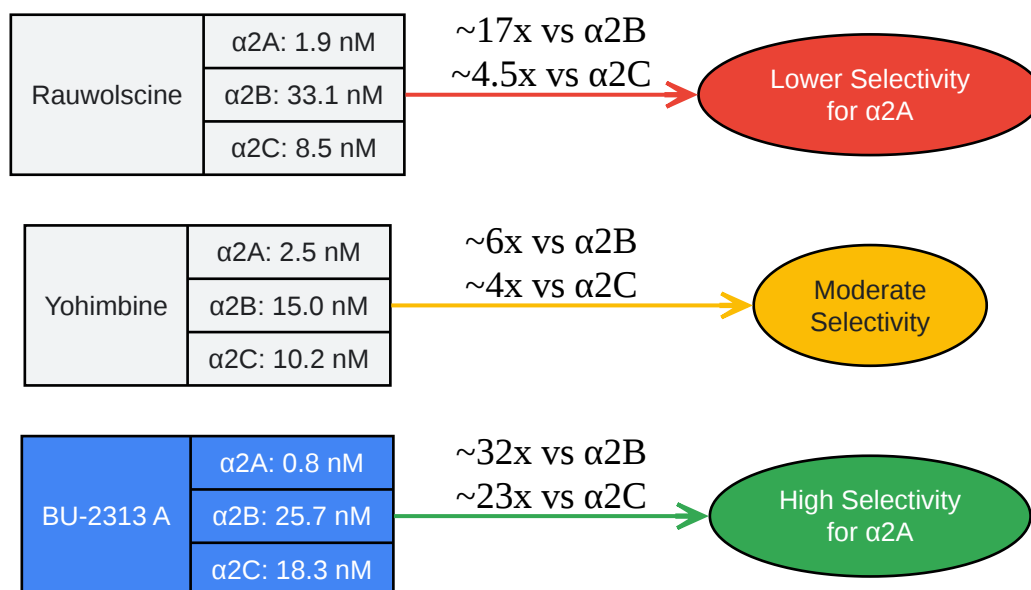 Rauwolscine
α2A: 1.9 nM
α2B: 33.1 nM
α2C: 8.5 nM
~17x vs α2B
~4.5x vs α2C
Lower Selectivity
for α2A
Yohimbine
α2A: 2.5 nM
α2B: 15.0 nM
α2C: 10.2 nM
~6x vs α2B
~4x vs α2C
Moderate
Selectivity
BU-2313 A
α2A: 0.8 nM
α2B: 25.7 nM
α2C: 18.3 nM
~32x vs α2B
~23x vs α2C
High Selectivity
for α2A